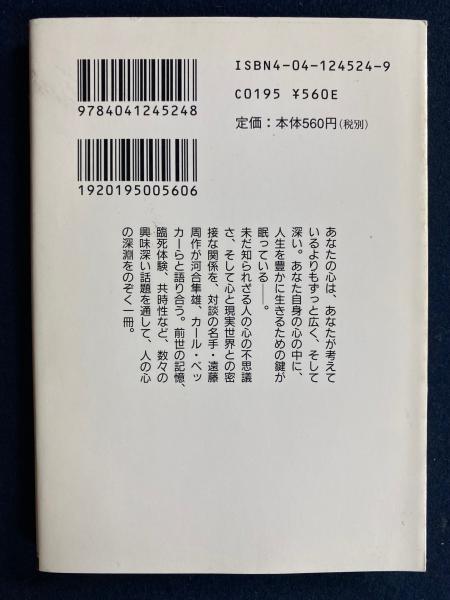 ISBN4-04-124524-9
C0195 ¥560E
定価：本体560円（税別）
9784041245248
1920195005606
あなたの心は、あなたが考えて
いるよりもずっと広く、そして
深い。あなた自身の心の中に、
人生を豊かに生きるための鍵が
眠っている――。
未だ知られざる人の心の不思議
さ、そして心と現実世界との密
接な関係を、対談の名手・遠藤
周作が河合隼雄、カール・ベッ
カーらと語り合う。前世の記憶、
臨死体験、共時性など、数々の
興味深い話題を通して、人の心
の深淵をのぞく一冊。